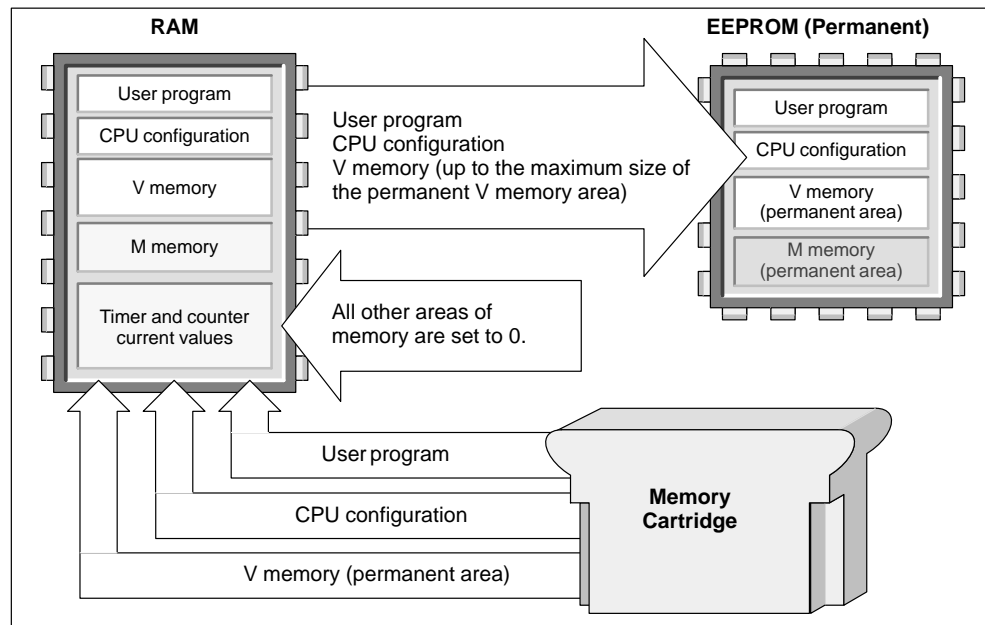 RAM
EEPROM (Permanent)
User program
CPU configuration
V memory
M memory
Timer and counter
current values
User program
CPU configuration
V memory (up to the maximum size of
the permanent V memory area)
User program
CPU configuration
V memory
(permanent area)
M memory
(permanent area)
All other areas of
memory are set to 0.
User program
CPU configuration
V memory (permanent area)
Memory
Cartridge